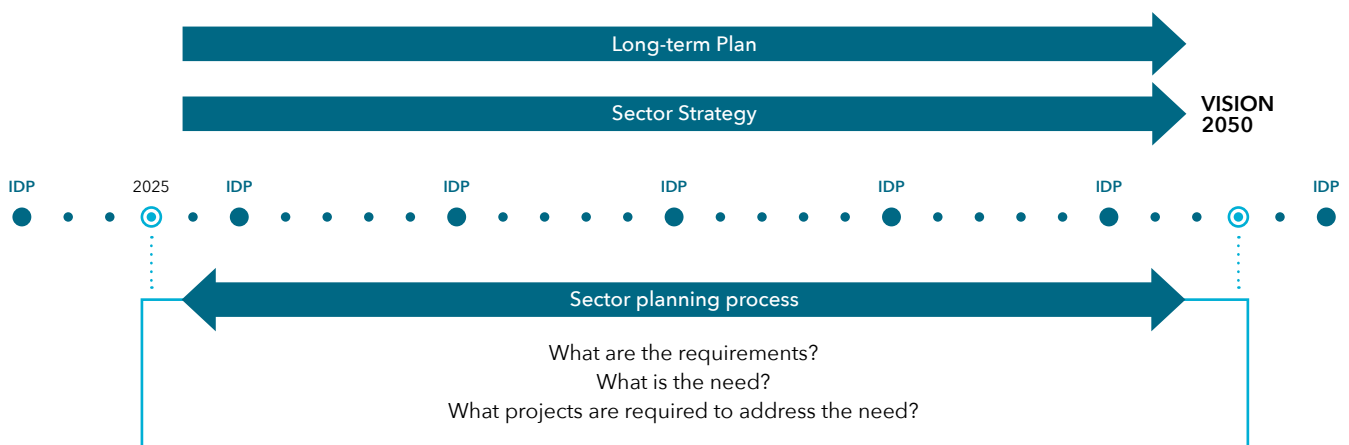 Long-term Plan
Sector Strategy
VISION
2050
IDP
2025
IDP
IDP
IDP
IDP
IDP
IDP
Sector planning process
What are the requirements?
What is the need?
What projects are required to address the need?